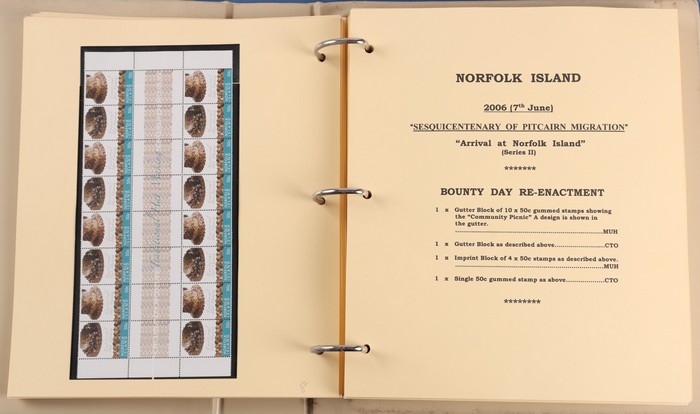 NORFOLK ISLAND
2006 (7th June)
"SESQUICENTENARY OF PITCAIRN MIGRATION"
"Arrival at Norfolk Island"
(Series II)
*******
BOUNTY DAY RE-ENACTMENT
1 x Gutter Block of 10 x 50c gummed stamps showing
the "Community Picnic" A design is shown in
the gutter.
....................................................MUH
1 x Gutter Block as described above..................CTO
1 x Imprint Block of 4 x 50c stamps as described above.
....................................................MUH
1 x Single 50c gummed stamp as above..............CTO
********